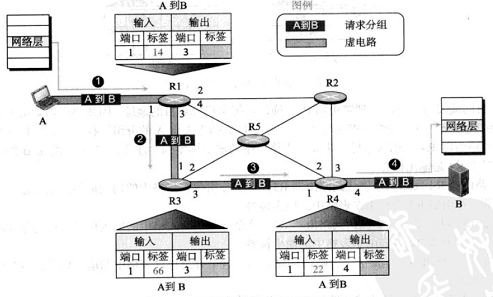 A 到B
输入 输出
端口 标签 端口 标签
1 14 3
图例
A 到 B 请求分组
虚电路
网络层
1
A 到 B
A
R1
1 3 2 4
R2
2
A 到 B
R5
网络层
1 2
3
R3
3
A 到 B
2 3
1 4
R4
4
A 到 B
B
输入 输出
端口 标签 端口 标签
1 66 3
A 到 B
输入 输出
端口 标签 端口 标签
1 22 4
A 到 B